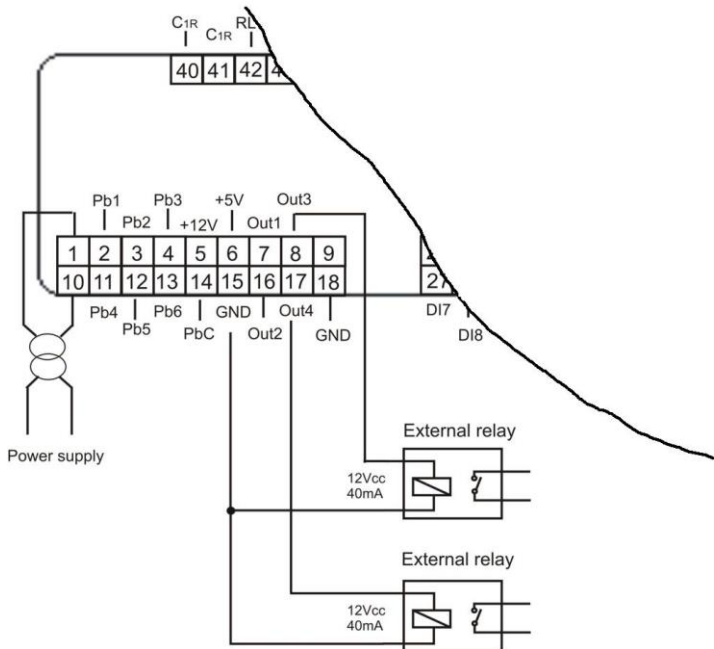 C1R C1R RL
40 41 42 4
Pb1 Pb2 Pb3 +12V +5V Out1 Out3
1 2 3 4 5 6 7 8 9
10 11 12 13 14 15 16 17 18
27
Pb4 Pb5 Pb6 PbC GND Out2 Out4 GND
DI7 DI8
Power supply
External relay
12Vcc
40mA
External relay
12Vcc
40mA